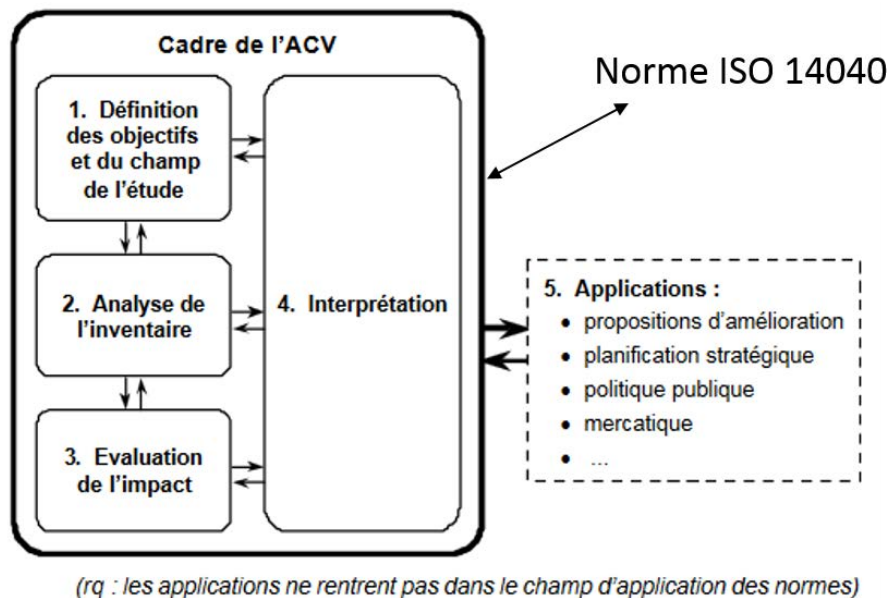 Cadre de l'ACV
Norme ISO 14040
1. Définition
des objectifs
et du champ
de l'étude
2. Analyse de
l'inventaire
3. Evaluation
de l'impact
4. Interprétation
5. Applications :
• propositions d'amélioration
• planification stratégique
• politique publique
• mercatique
• ...
(rq : les applications ne rentrent pas dans le champ d'application des normes)